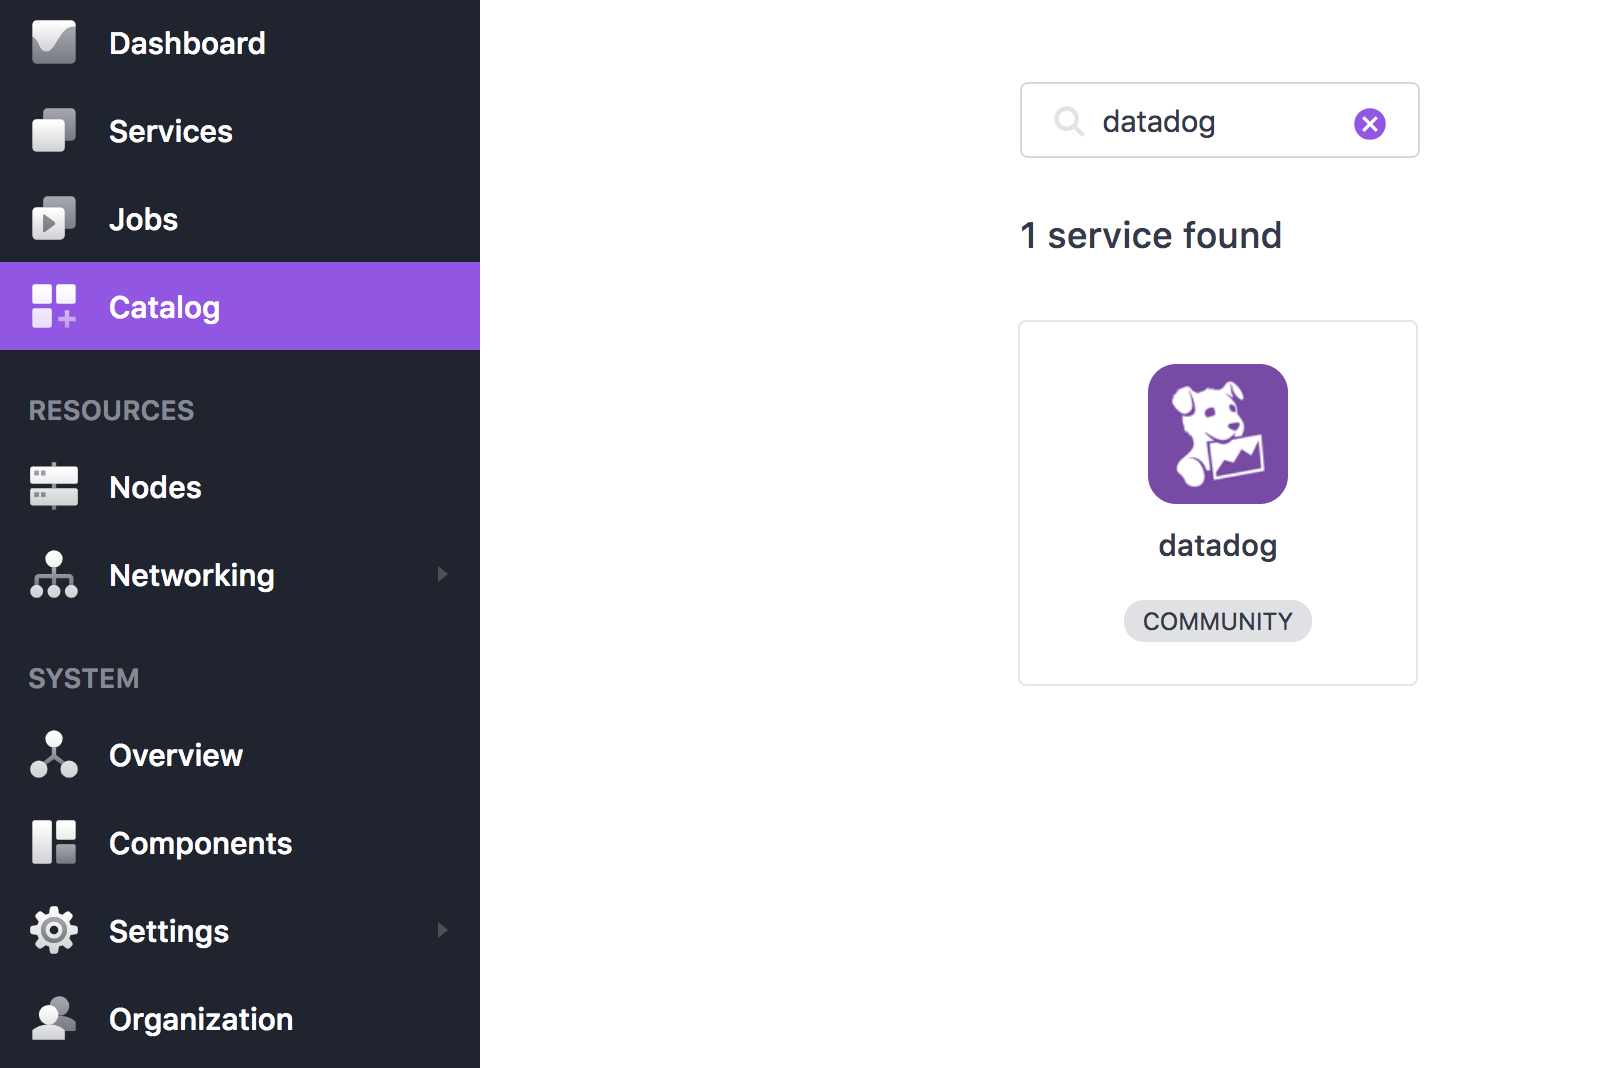 Dashboard
Services
Jobs
Catalog
RESOURCES
Nodes
Networking
SYSTEM
Overview
Components
Settings
Organization
datadog
1 service found
datadog
COMMUNITY